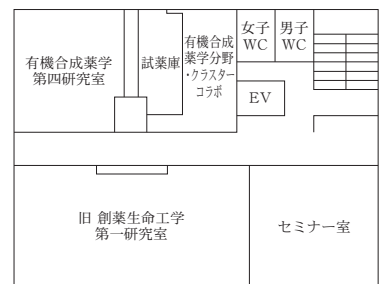 有機合成薬学
第四研究室
試薬庫
有機合成
薬学分野
・クラスター
コラボ
女子
WC
男子
WC
EV
旧 創薬生命工学
第一研究室
セミナー室